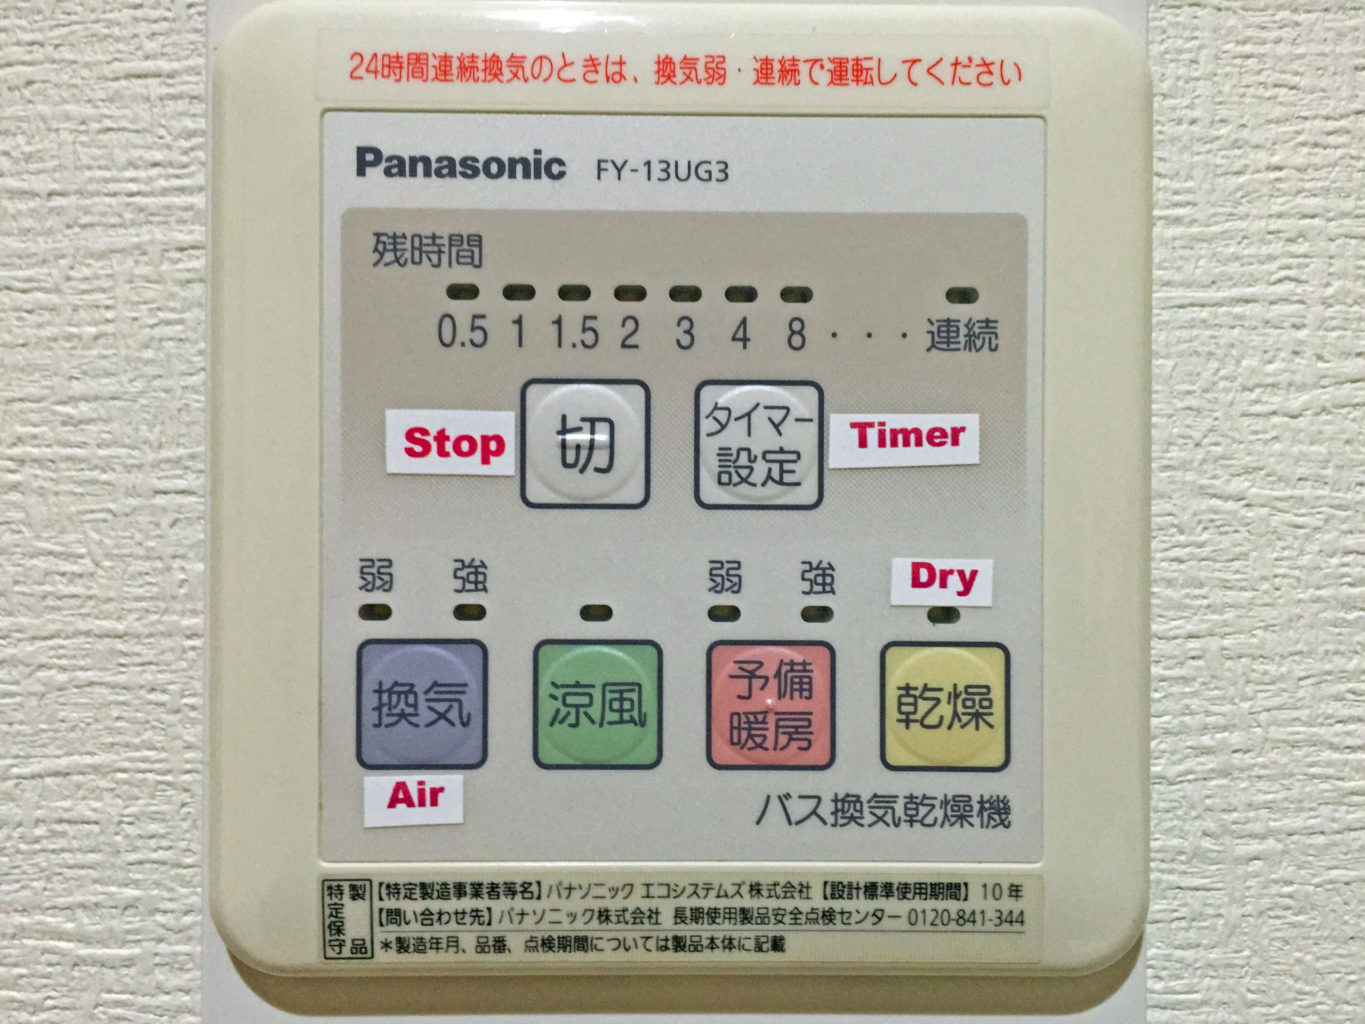 24時間連続換気のときは、換気弱・連続で運転してください
Panasonic FY-13UG3
残時間
0.5 1 1.5 2 3 4 8 ・・・連続
Stop 切 タイマー設定 Timer
弱 強 弱 強 Dry
換気 涼風 予備暖房 乾燥
Air
バス換気乾燥機
特定保守製品
【特定製造事業者等名】パナソニック エコシステムズ株式会社【設計標準使用期間】10年
【問い合わせ先】パナソニック株式会社 長期使用製品安全点検センター 0120-841-344
＊製造年月、品番、点検期間については製品本体に記載